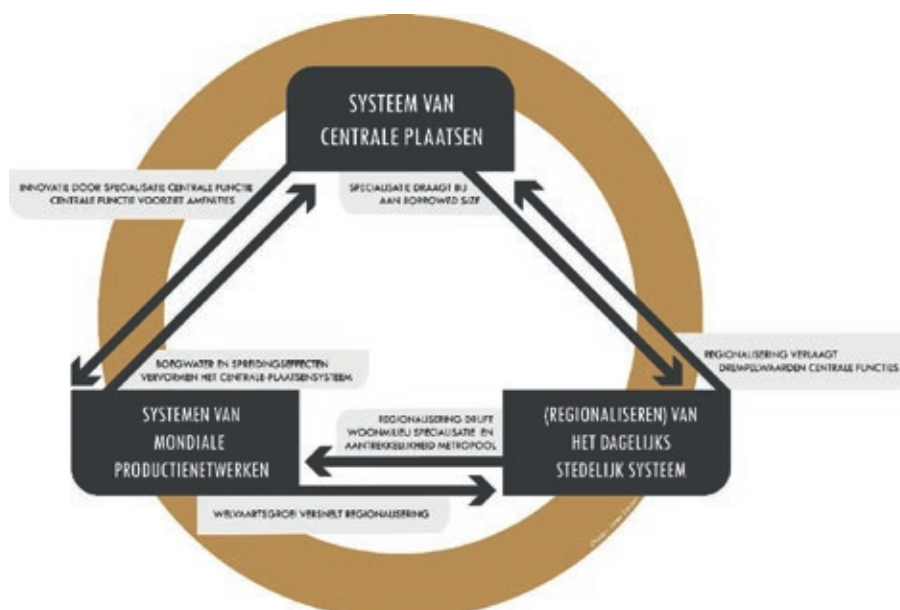 SYSTEEM VAN
CENTRALE PLAATSEN
INNOVATIE DOOR SPECIALISATIE CENTRALE FUNCTIE
CENTRALE FUNCTIE VOORZIET AMENITIES
SPECIALISATIE DRAAGT BIJ
AAN BORROWED SIZE
BOEGWATER EN SPREIDINGSEFFECTEN
VERVORMEN HET CENTRALE-PLAATSENSYSTEEM
REGIONALISERING VERLAAGT
DREMPELWAARDEN CENTRALE FUNCTIES
SYSTEMEN VAN
MONDIALE
PRODUCTIENETWERKEN
REGIONALISERING DRIJFT
WOONMILIEU SPECIALISATIE EN
AANTREKKELIJKHEID METROPOOL
(REGIONALISEREN) VAN
HET DAGELIJKS
STEDELIJK SYSTEEM
WELVAARTSGROEI VERSNELT REGIONALISERING